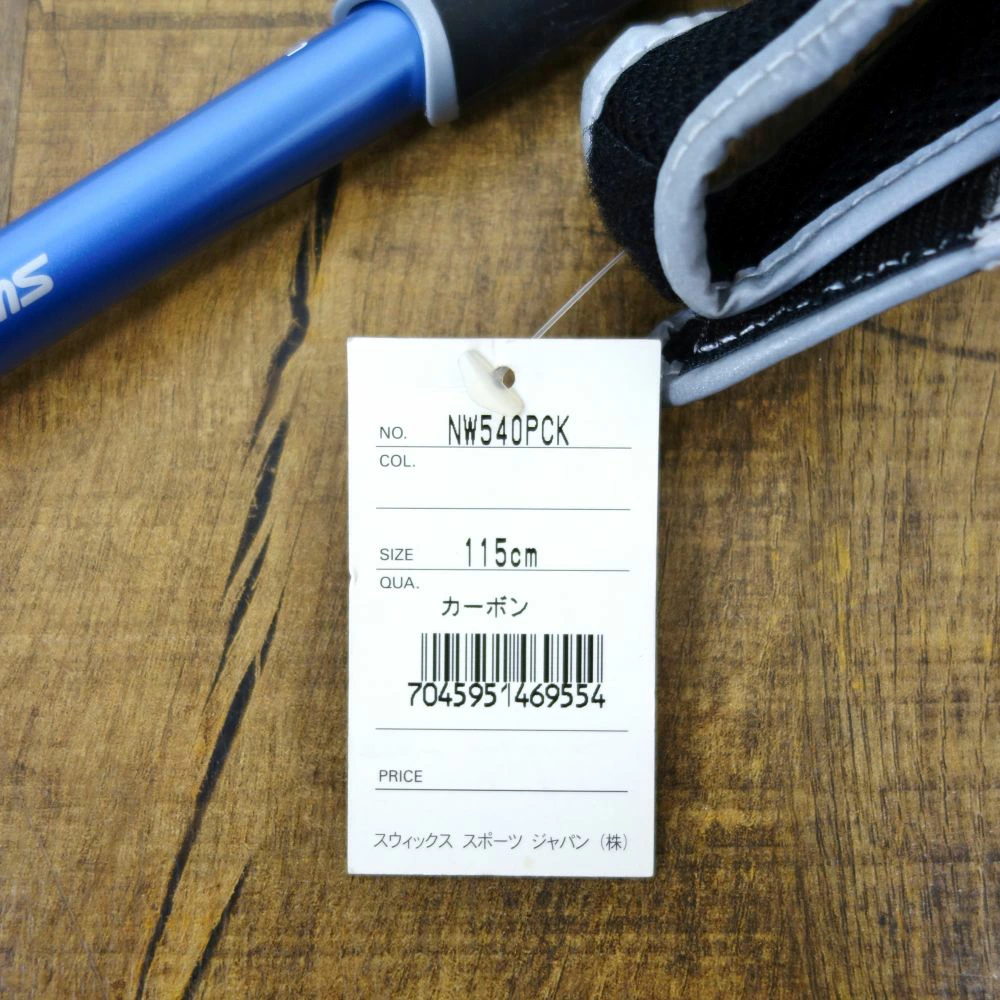 NO. NW540PCK
COL.
SIZE 115cm
QUA.
カーボン
7045951469554
PRICE
スウィックス スポーツ ジャパン (株)